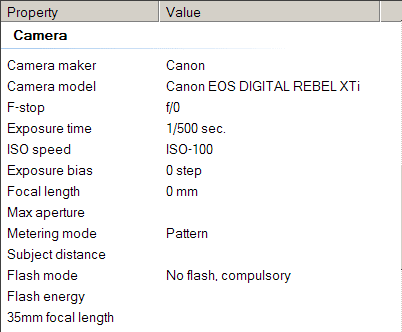 Property Value
Camera
Camera maker Canon
Camera model Canon EOS DIGITAL REBEL XTi
F-stop f/0
Exposure time 1/500 sec.
ISO speed ISO-100
Exposure bias 0 step
Focal length 0 mm
Max aperture
Metering mode Pattern
Subject distance
Flash mode No flash, compulsory
Flash energy
35mm focal length